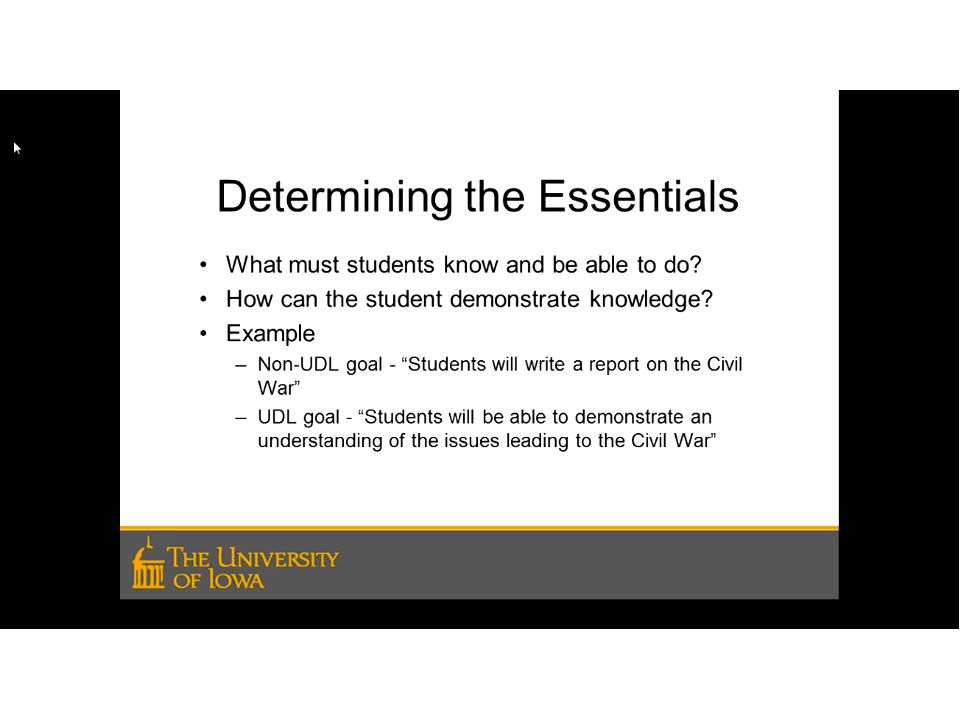 Determining the Essentials
• What must students know and be able to do?
• How can the student demonstrate knowledge?
• Example
– Non-UDL goal - “Students will write a report on the Civil
War”
– UDL goal - “Students will be able to demonstrate an
understanding of the issues leading to the Civil War”
THE UNIVERSITY
OF IOWA